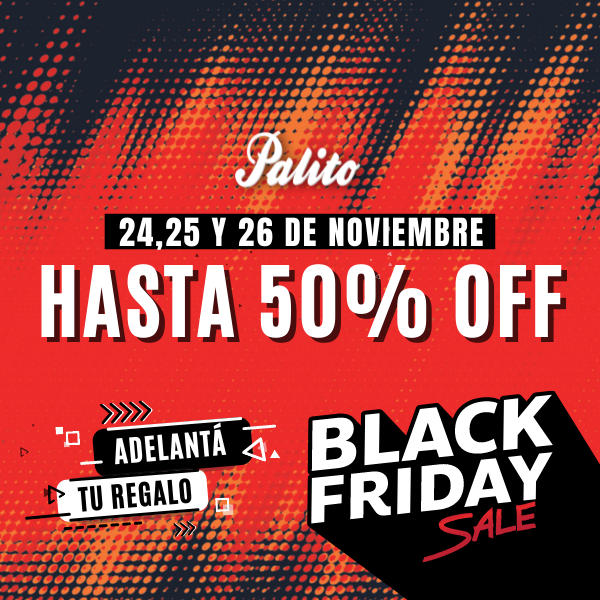 Palito
24,25 Y 26 DE NOVIEMBRE
HASTA 50% OFF
ADELANTÁ
TU REGALO
BLACK
FRIDAY
SALE